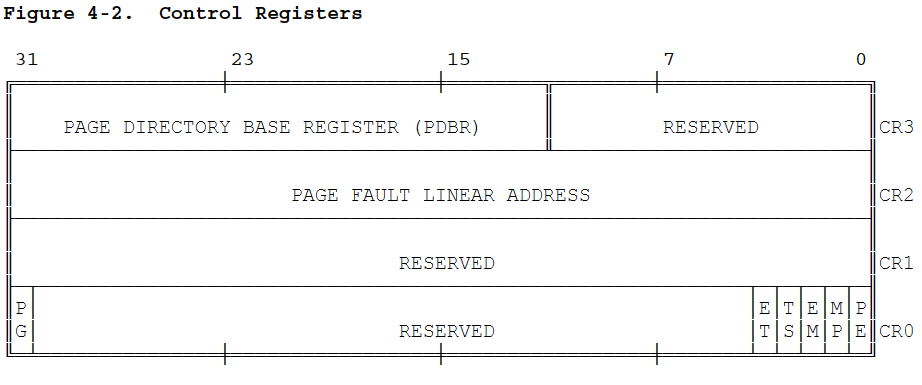 Figure 4-2.  Control Registers
31 23 15 7 0
PAGE DIRECTORY BASE REGISTER (PDBR) RESERVED CR3
PAGE FAULT LINEAR ADDRESS CR2
RESERVED CR1
P E T E M P
G RESERVED T S M P E CR0